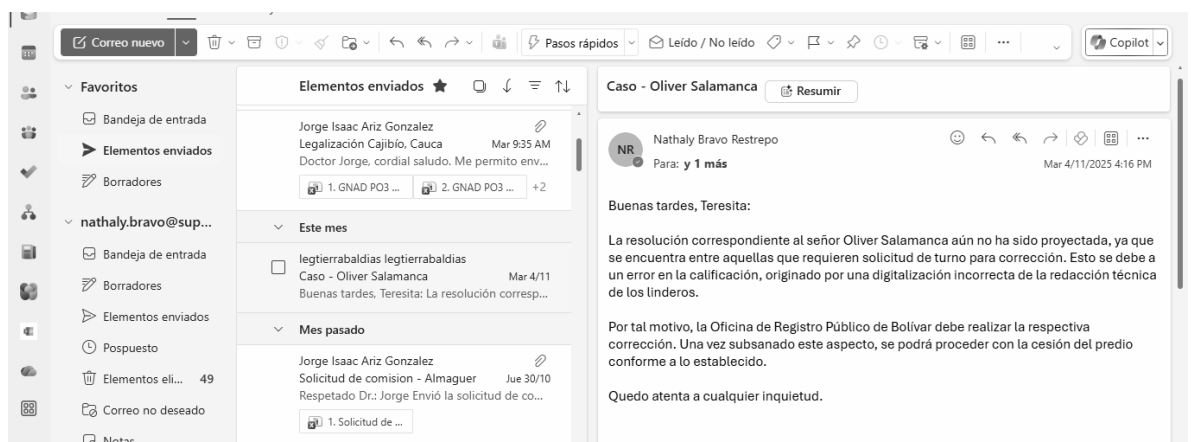 Correo nuevo
Pasos rápidos
Leído / No leído
...
Copilot
Favoritos
Bandeja de entrada
Elementos enviados
Borradores
nathaly.bravo@sup...
Bandeja de entrada
Borradores
Elementos enviados
Pospuesto
Elementos eli... 49
Correo no deseado
Notas
Elementos enviados
Jorge Isaac Ariz Gonzalez
Legalización Cajibío, Cauca Mar 9:35 AM
Doctor Jorge, cordial saludo. Me permito env...
1. GNAD PO3 ... 2. GNAD PO3 ... +2
Este mes
legtierrabaldias legtierrabaldias
Caso - Oliver Salamanca Mar 4/11
Buenas tardes, Teresita: La resolución corresp...
Mes pasado
Jorge Isaac Ariz Gonzalez
Solicitud de comision - Almaguer Jue 30/10
Respetado Dr.: Jorge Envió la solicitud de co...
1. Solicitud de ...
Caso - Oliver Salamanca Resumir
NR
Nathaly Bravo Restrepo
Para: y 1 más
Mar 4/11/2025 4:16 PM
Buenas tardes, Teresita:
La resolución correspondiente al señor Oliver Salamanca aún no ha sido proyectada, ya que
se encuentra entre aquellas que requieren solicitud de turno para corrección. Esto se debe a
un error en la calificación, originado por una digitalización incorrecta de la redacción técnica
de los linderos.
Por tal motivo, la Oficina de Registro Público de Bolívar debe realizar la respectiva
corrección. Una vez subsanado este aspecto, se podrá proceder con la cesión del predio
conforme a lo establecido.
Quedo atenta a cualquier inquietud.